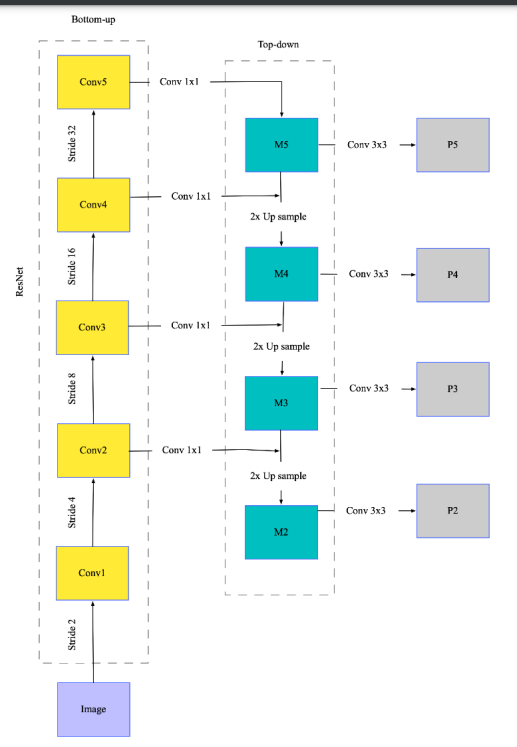 Bottom-up
Top-down
Conv5
Conv 1x1
M5
Conv 3x3
P5
Stride 32
Conv4
Conv 1x1
2x Up sample
Stride 16
M4
Conv 3x3
P4
ResNet
Conv3
Conv 1x1
2x Up sample
Stride 8
M3
Conv 3x3
P3
Conv2
Conv 1x1
2x Up sample
Stride 4
M2
Conv 3x3
P2
Conv1
Stride 2
Image